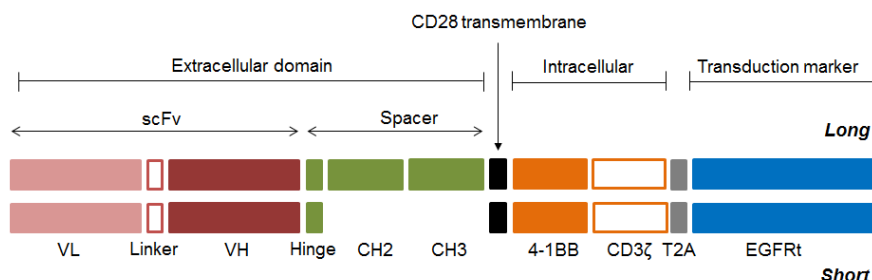 CD28 transmembrane
Extracellular domain
Intracellular
Transduction marker
scFv
Spacer
Long
VL
Linker
VH
Hinge
CH2
CH3
4-1BB
CD3ζ
T2A
EGFRt
Short